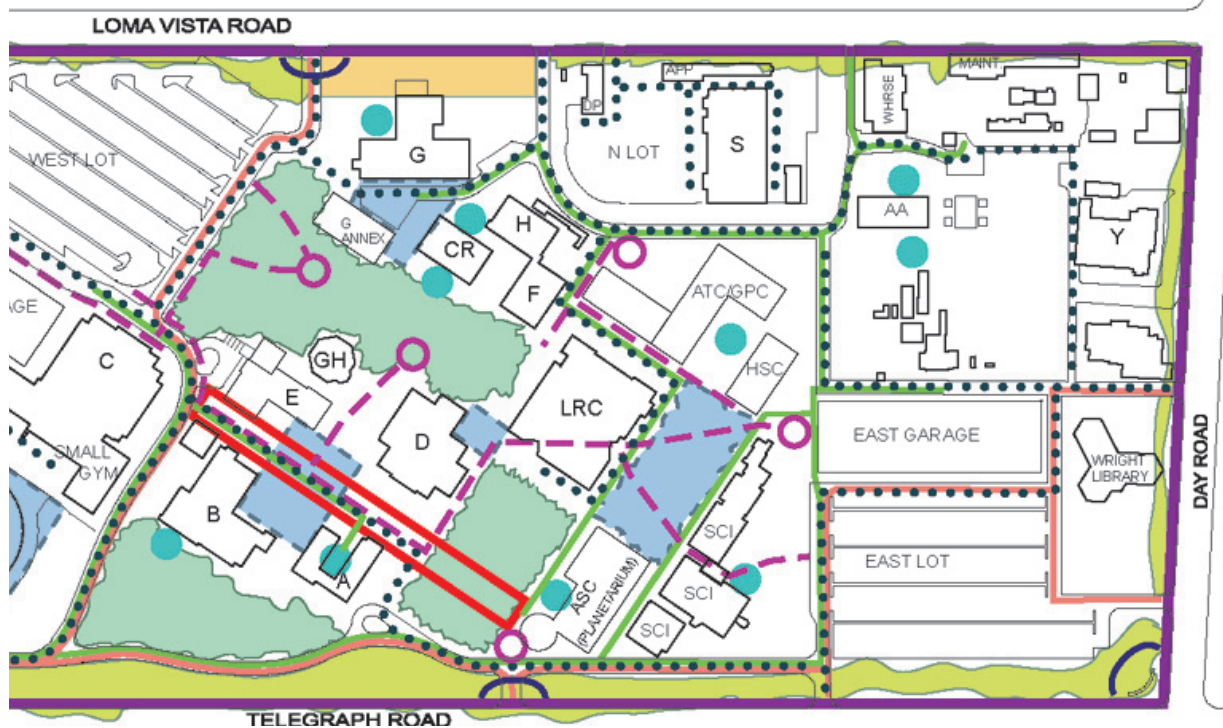 LOMA VISTA ROAD
APP
MAINT
DP
WHRSE
WEST LOT
N LOT
S
G
AA
G
ANNEX
H
CR
Y
F
ATC/GPC
C
GH
HSC
E
LRC
D
EAST GARAGE
SMALL
GYM
WRIGHT
LIBRARY
DAY ROAD
B
SCI
A
ASC
(PLANETARIUM)
EAST LOT
SCI
SCI
TELEGRAPH ROAD